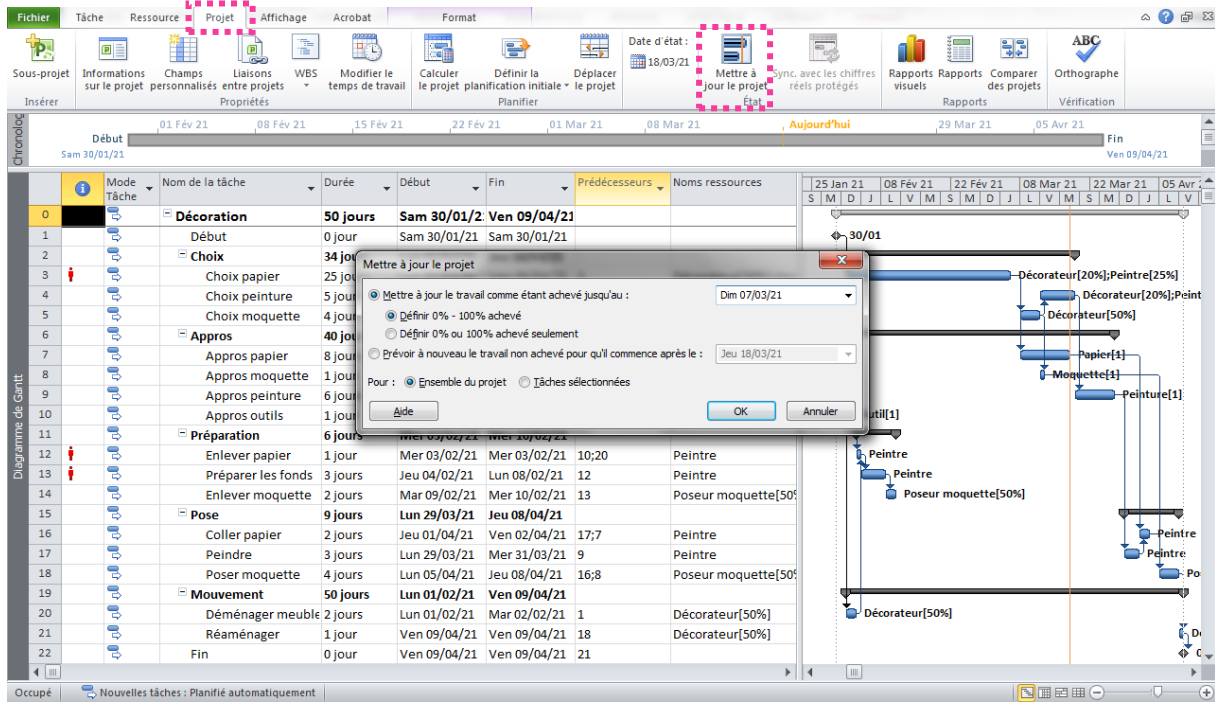 Fichier Tâche Ressource Projet Affichage Acrobat Format
Sous-projet
Insérer
Informations sur le projet
Champs personnalisés
Liaisons entre projets
WBS
Modifier le temps de travail
Propriétés
Calculer le projet
Définir la planification initiale
Déplacer le projet
Planifier
Date d'état :
18/03/21
Mettre à jour le projet
Sync. avec les chiffres réels protégés
État
Rapports visuels
Rapports
Comparer des projets
Rapports
ABC
Orthographe
Vérification
Chronolog
01 Fév 21 08 Fév 21 15 Fév 21 22 Fév 21 01 Mar 21 08 Mar 21 Aujourd'hui 29 Mar 21 05 Avr 21
Début
Sam 30/01/21
Fin
Ven 09/04/21
Diagramme de Gantt
Mode Tâche Nom de la tâche Durée Début Fin Prédécesseurs Noms ressources
25 Jan 21 08 Fév 21 22 Fév 21 08 Mar 21 22 Mar 21 05 Avr
S M D J L V M S M D J L V M S M D J L V
0 Décoration 50 jours Sam 30/01/2 Ven 09/04/21
1 Début 0 jour Sam 30/01/21 Sam 30/01/21
30/01
2 Choix 34 jou
3 Choix papier 25 jou
Décorateur[20%];Peintre[25%]
4 Choix peinture 5 jour
Décorateur[20%];Peint
5 Choix moquette 4 jour
Décorateur[50%]
6 Appros 40 jou
7 Appros papier 8 jour
Papier[1]
8 Appros moquette 1 jour
Moquette[1]
9 Appros peinture 6 jour
Peinture[1]
10 Appros outils 1 jour
util[1]
11 Préparation 6 jours Mer 03/02/21 Mer 10/02/21
12 Enlever papier 1 jour Mer 03/02/21 Mer 03/02/21 10;20 Peintre
Peintre
13 Préparer les fonds 3 jours Jeu 04/02/21 Lun 08/02/21 12 Peintre
Peintre
14 Enlever moquette 2 jours Mar 09/02/21 Mer 10/02/21 13 Poseur moquette[50%
Poseur moquette[50%]
15 Pose 9 jours Lun 29/03/21 Jeu 08/04/21
16 Coller papier 2 jours Jeu 01/04/21 Ven 02/04/21 17;7 Peintre
Peintre
17 Peindre 3 jours Lun 29/03/21 Mer 31/03/21 9 Peintre
Peintre
18 Poser moquette 4 jours Lun 05/04/21 Jeu 08/04/21 16;8 Poseur moquette[50%
Po
19 Mouvement 50 jours Lun 01/02/21 Ven 09/04/21
20 Déménager meuble 2 jours Lun 01/02/21 Mar 02/02/21 1 Décorateur[50%]
Décorateur[50%]
21 Réaménager 1 jour Ven 09/04/21 Ven 09/04/21 18 Décorateur[50%]
D
22 Fin 0 jour Ven 09/04/21 Ven 09/04/21 21
Mettre à jour le projet
Mettre à jour le travail comme étant achevé jusqu'au : Dim 07/03/21
Définir 0% - 100% achevé
Définir 0% ou 100% achevé seulement
Prévoir à nouveau le travail non achevé pour qu'il commence après le : Jeu 18/03/21
Pour : Ensemble du projet Tâches sélectionnées
Aide OK Annuler
Occupé Nouvelles tâches : Planifié automatiquement